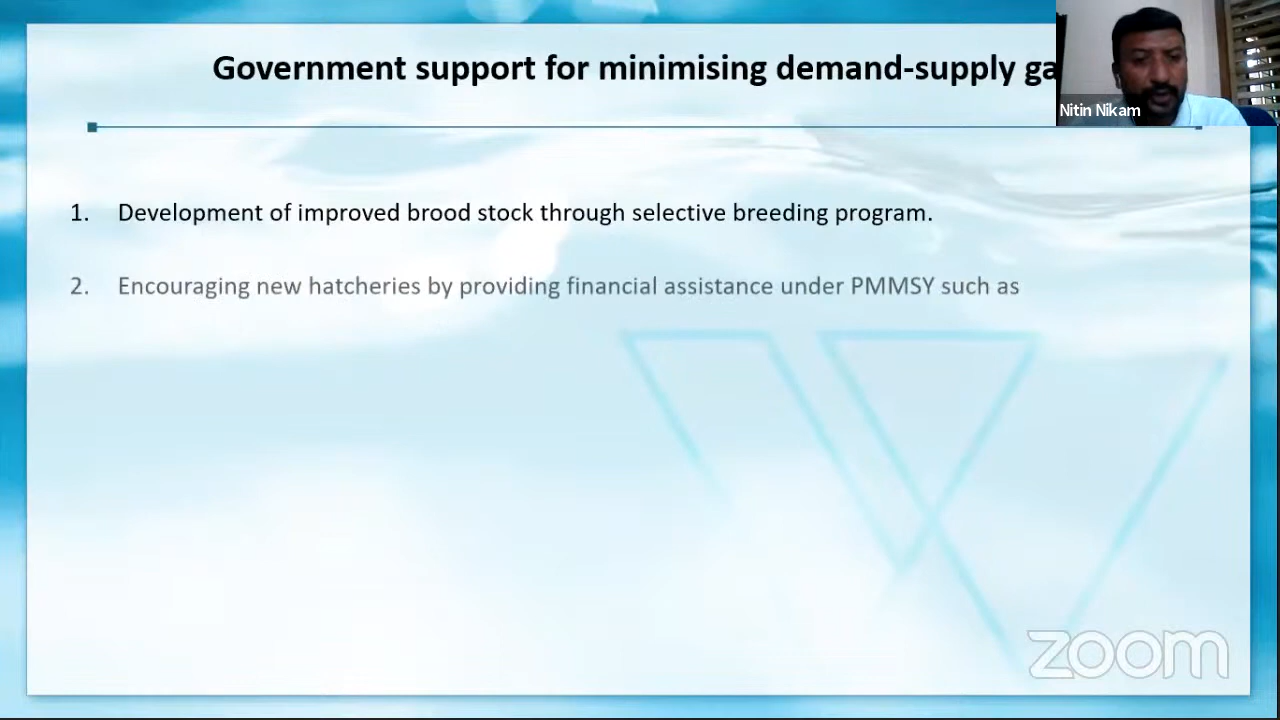 Government support for minimising demand-supply ga
Nitin Nikam
1. Development of improved brood stock through selective breeding program.
2. Encouraging new hatcheries by providing financial assistance under PMMSY such as
zoom